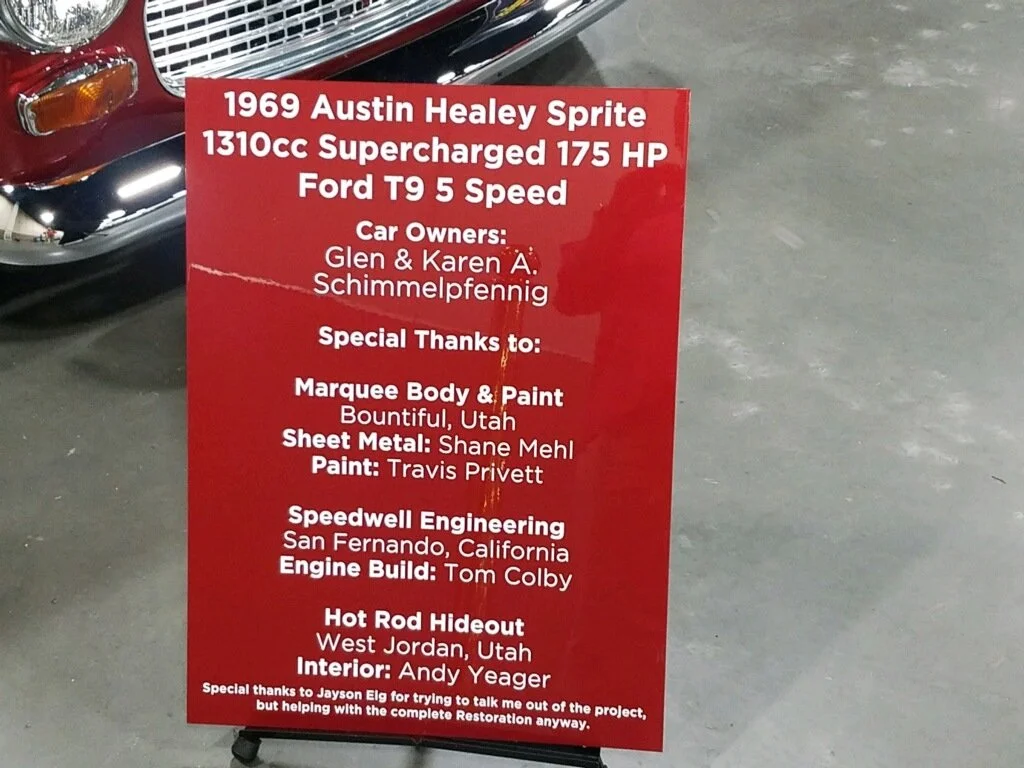 1969 Austin Healey Sprite
1310cc Supercharged 175 HP
Ford T9 5 Speed
Car Owners:
Glen & Karen A.
Schimmelpfennig
Special Thanks to:
Marquee Body & Paint
Bountiful, Utah
Sheet Metal: Shane Mehl
Paint: Travis Privett
Speedwell Engineering
San Fernando, California
Engine Build: Tom Colby
Hot Rod Hideout
West Jordan, Utah
Interior: Andy Yeager
Special thanks to Jayson Elg for trying to talk me out of the project,
but helping with the complete Restoration anyway.